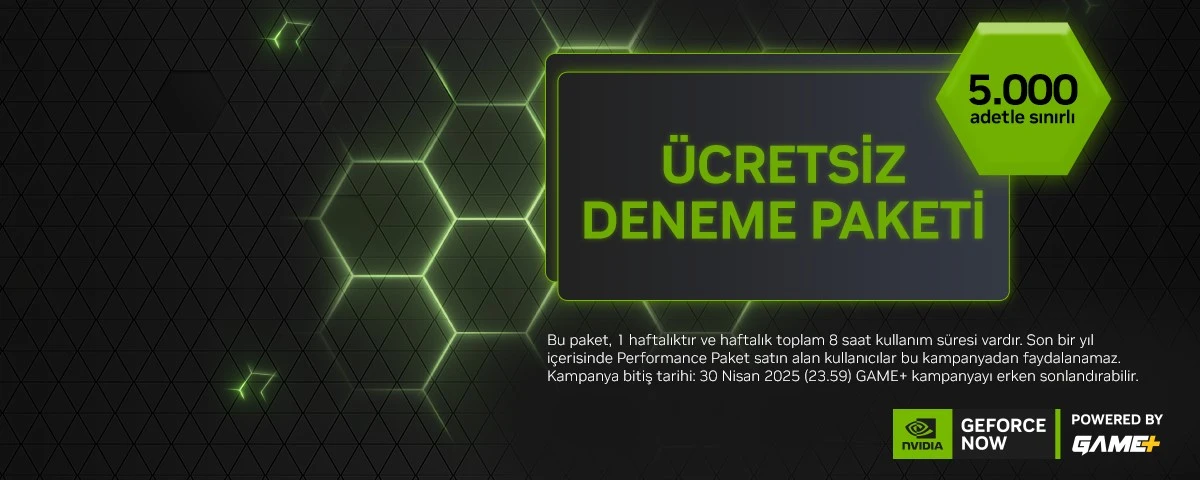 5.000
adetle sınırlı
ÜCRETSİZ
DENEME PAKETİ
Bu paket, 1 haftalıktır ve haftalık toplam 8 saat kullanım süresi vardır. Son bir yıl
içerisinde Performance Paket satın alan kullanıcılar bu kampanyadan faydalanamaz.
Kampanya bitiş tarihi: 30 Nisan 2025 (23.59) GAME+ kampanyayı erken sonlandırabilir.
NVIDIA
GEFORCE
NOW
POWERED BY
GAME+